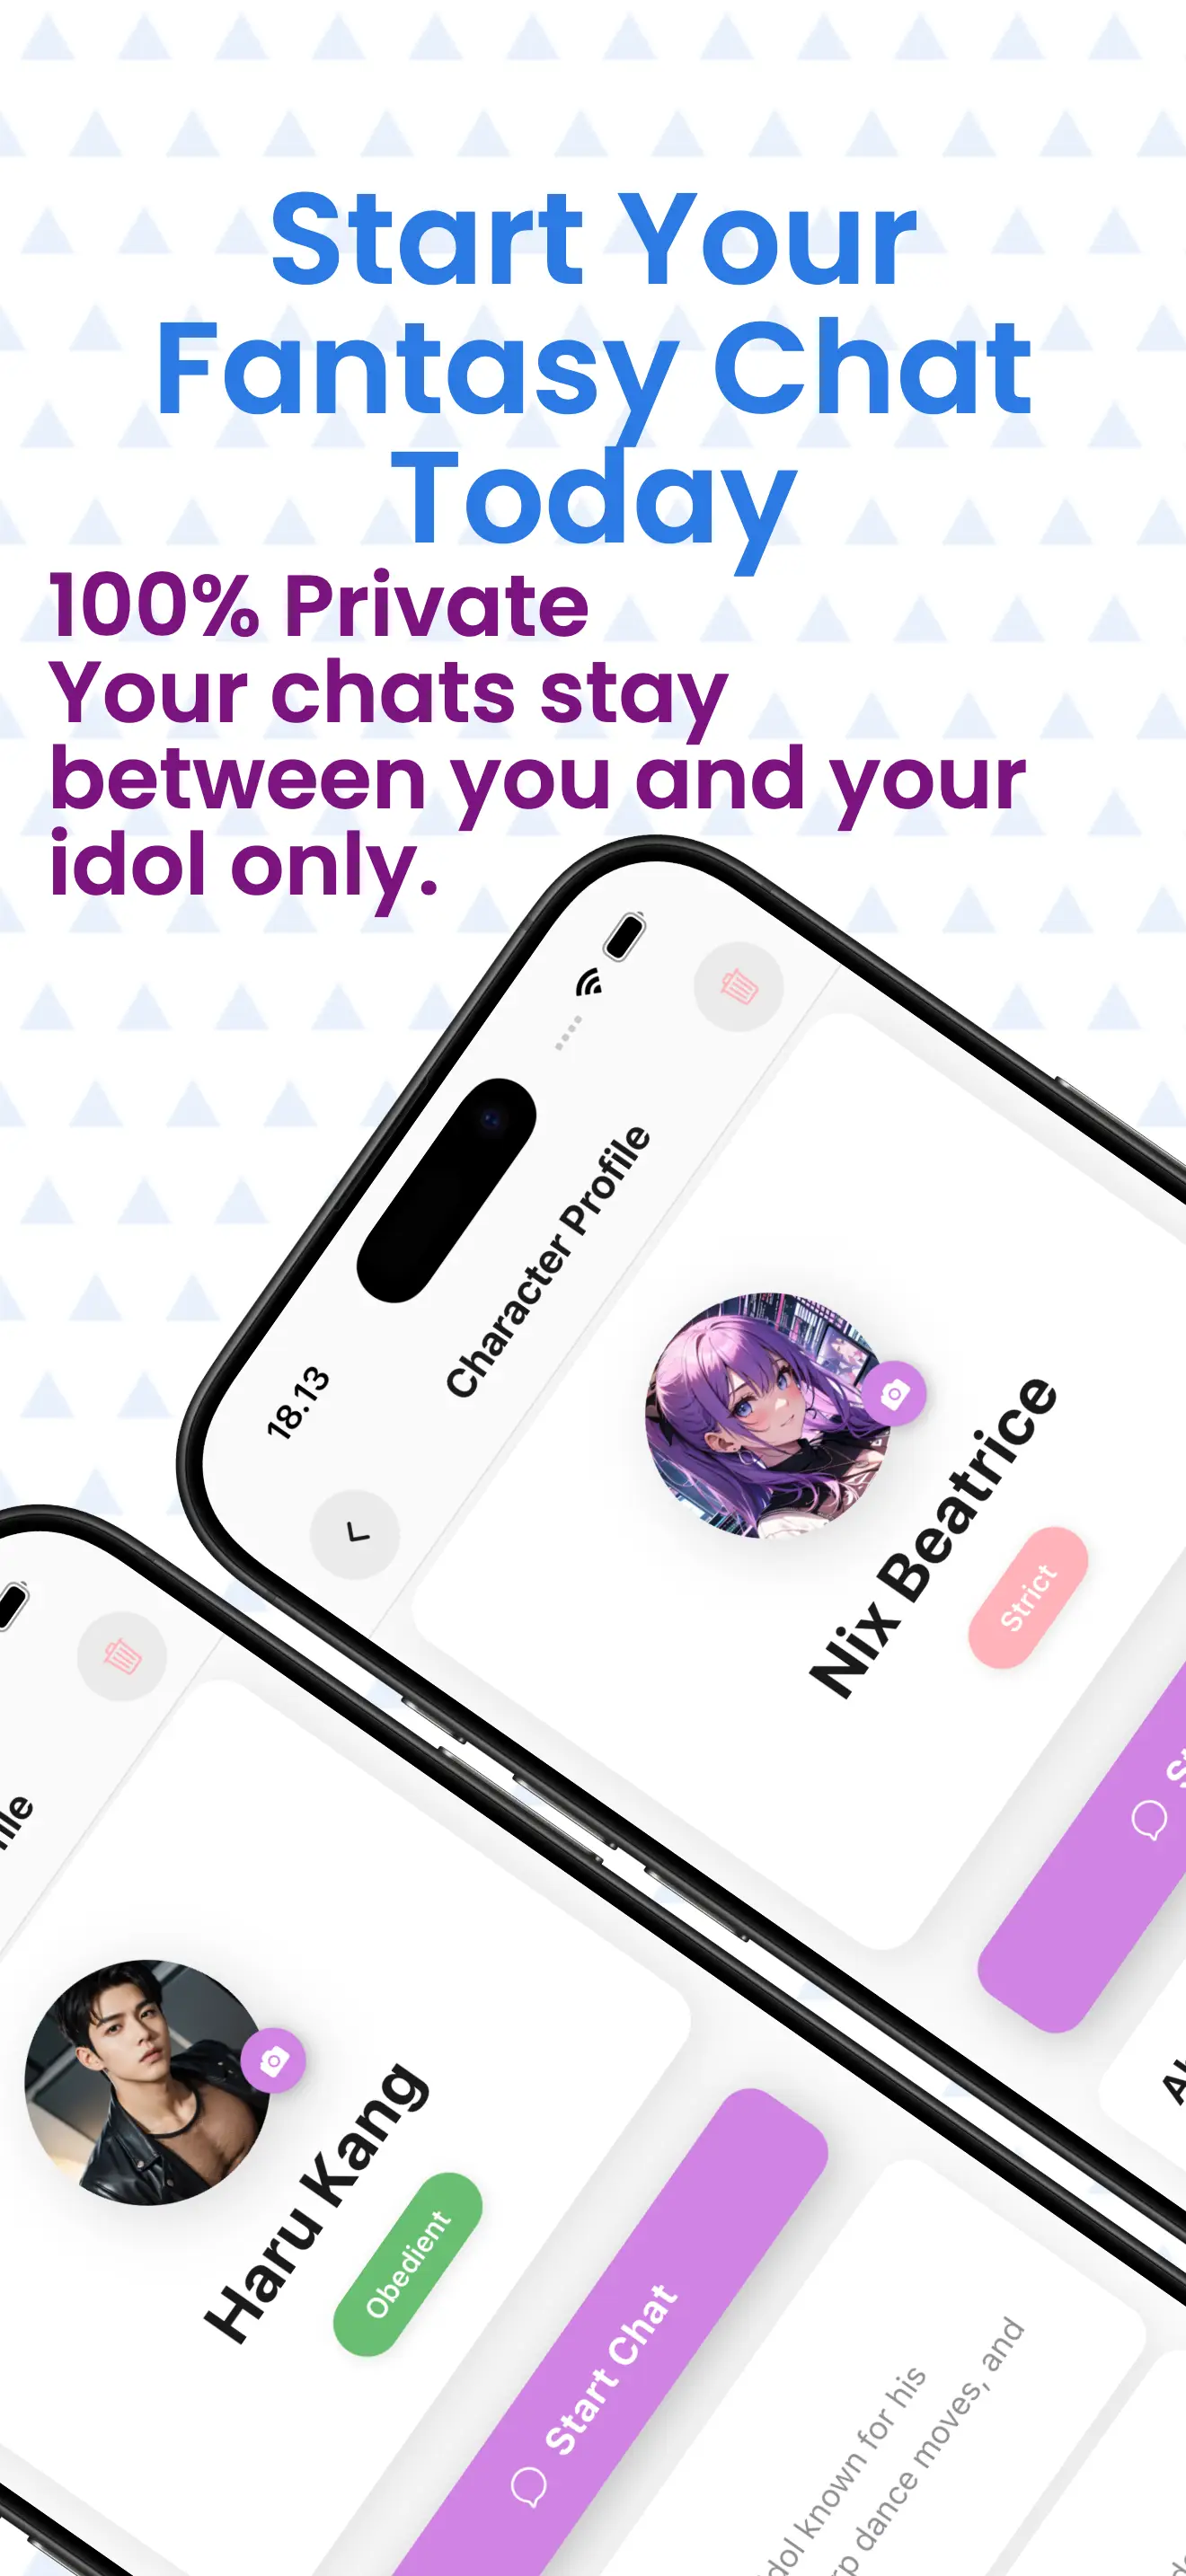 Start Your
Fantasy Chat
Today
100% Private
Your chats stay
between you and your
idol only.
18.13
Character Profile
Nix Beatrice
Strict
Haru Kang
Obedient
Start Chat
known for his
dance moves, and